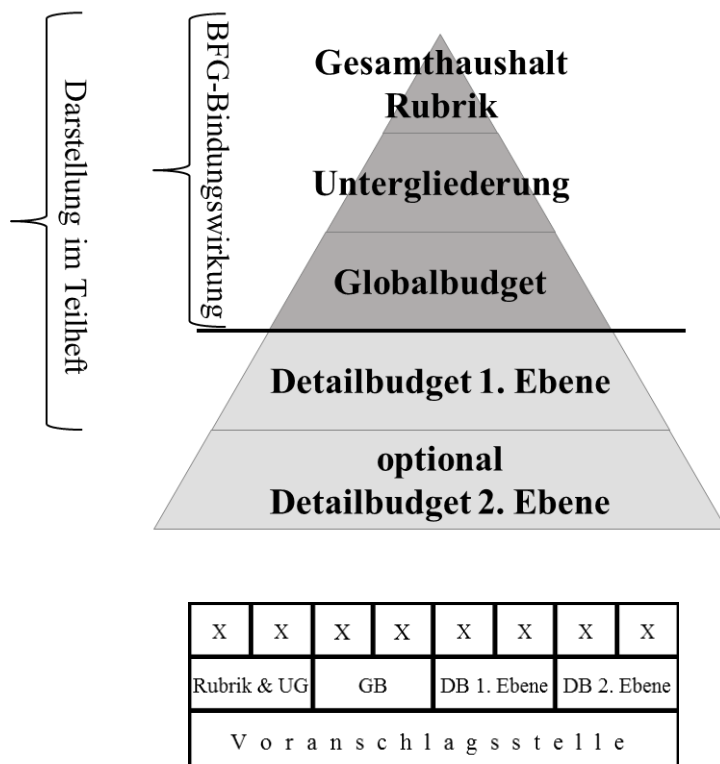 Darstellung im Teilheft
BFG-Bindungswirkung
Gesamthaushalt
Rubrik
Untergliederung
Globalbudget
Detailbudget 1. Ebene
optional
Detailbudget 2. Ebene
X X X X X X X X
Rubrik & UG GB DB 1. Ebene DB 2. Ebene
Voranschlagsstelle